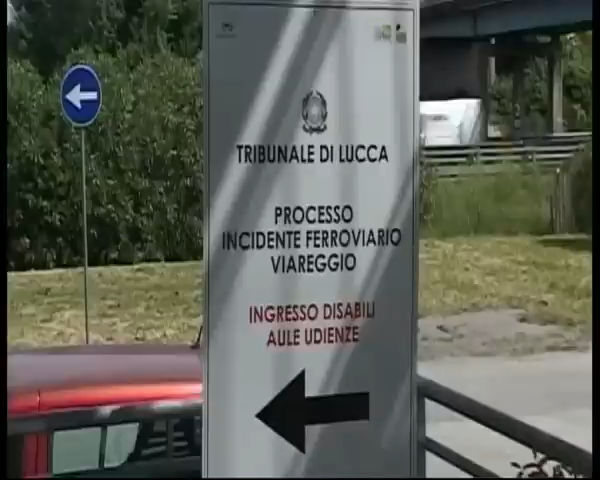 TRIBUNALE DI LUCCA
PROCESSO
INCIDENTE FERROVIARIO
VIAREGGIO
INGRESSO DISABILI
AULE UDIENZE